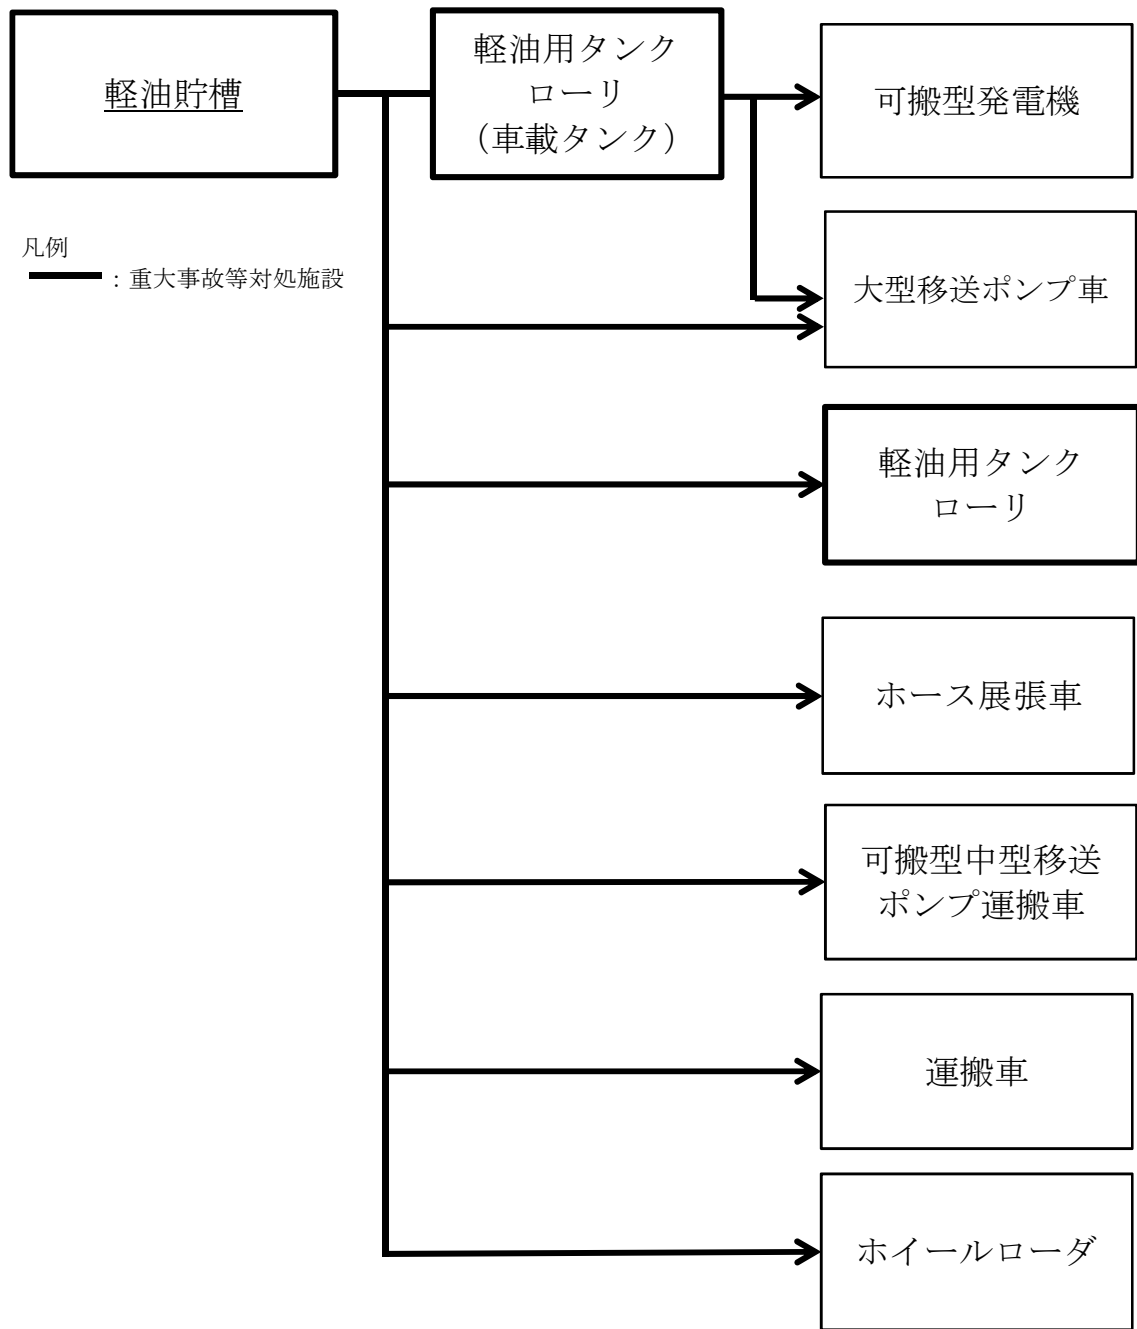 軽油貯槽
軽油用タンク
ローリ
（車載タンク）
可搬型発電機
凡例
：重大事故等対処施設
大型移送ポンプ車
軽油用タンク
ローリ
ホース展張車
可搬型中型移送
ポンプ運搬車
運搬車
ホイールローダ